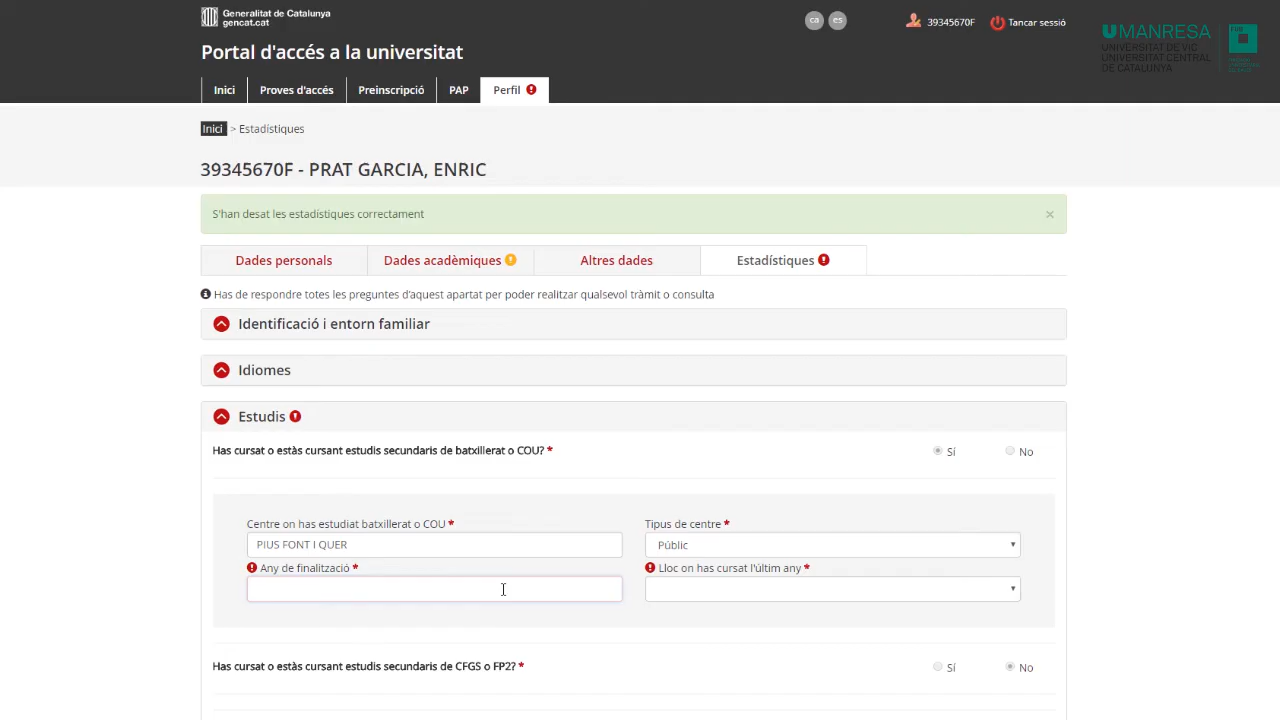 Generalitat de Catalunya
gencat.cat
ca
es
39345670F
Tancar sessió
UMANRESA
UNIVERSITAT DE VIC
UNIVERSITAT CENTRAL
DE CATALUNYA
Portal d'accés a la universitat
Inici
Proves d'accés
Preinscripció
PAP
Perfil
Inici > Estadístiques
39345670F - PRAT GARCIA, ENRIC
S'han desat les estadístiques correctament ×
Dades personals
Dades acadèmiques
Altres dades
Estadístiques
Has de respondre totes les preguntes d'aquest apartat per poder realitzar qualsevol tràmit o consulta
Identificació i entorn familiar
Idiomes
Estudis
Has cursat o estàs cursant estudis secundaris de batxillerat o COU? *
Sí
No
Centre on has estudiat batxillerat o COU *
Tipus de centre *
PIUS FONT I QUER
Públic
Any de finalització *
Lloc on has cursat l'últim any *
Has cursat o estàs cursant estudis secundaris de CFGS o FP2? *
Sí
No